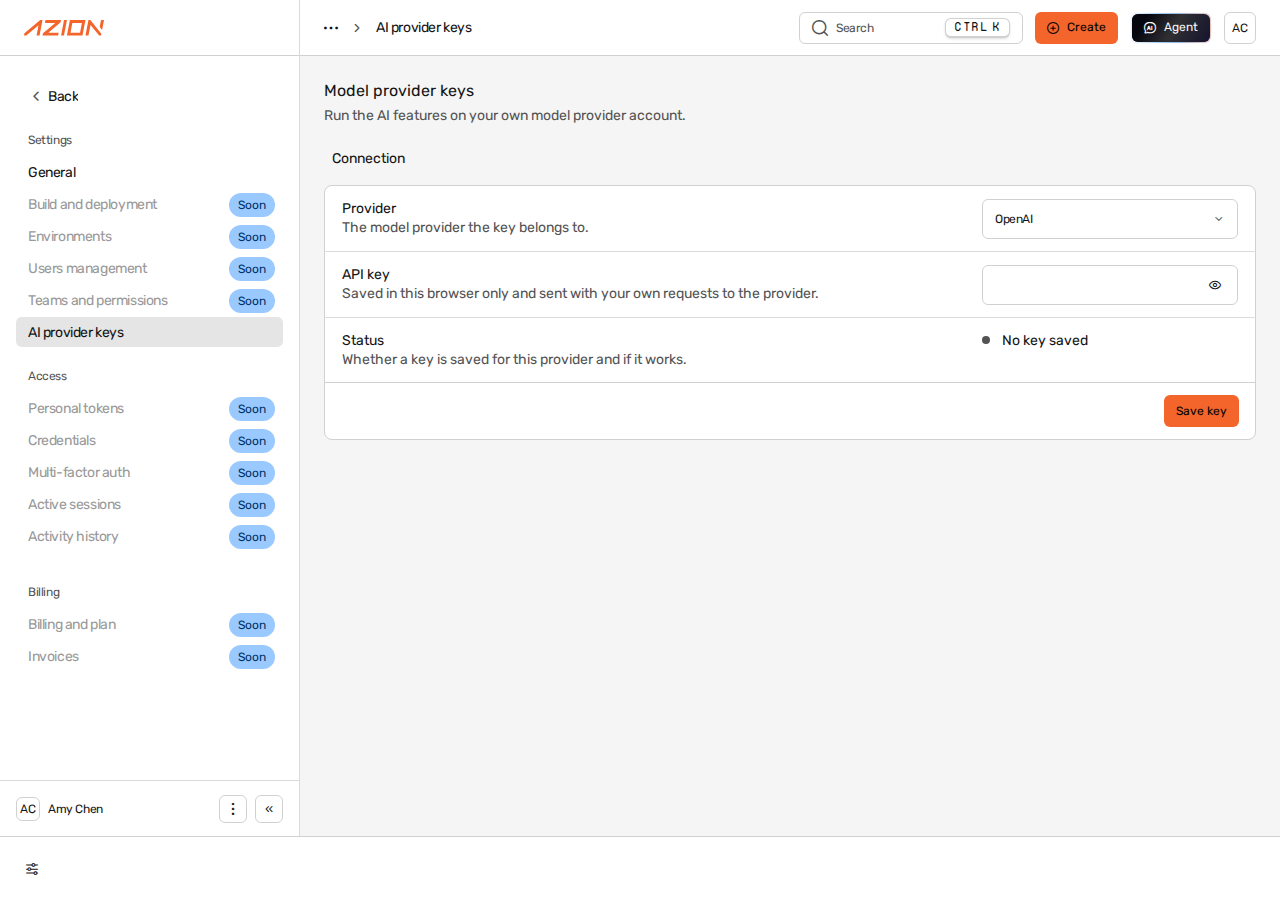 AZION
AI provider keys
Search
CTRL K
Create
AI
Agent
AC
Back
Settings
General
Build and deployment
Soon
Environments
Soon
Users management
Soon
Teams and permissions
Soon
AI provider keys
Access
Personal tokens
Soon
Credentials
Soon
Multi-factor auth
Soon
Active sessions
Soon
Activity history
Soon
Billing
Billing and plan
Soon
Invoices
Soon
AC
Amy Chen
Model provider keys
Run the AI features on your own model provider account.
Connection
Provider
The model provider the key belongs to.
OpenAI
API key
Saved in this browser only and sent with your own requests to the provider.
Status
Whether a key is saved for this provider and if it works.
No key saved
Save key